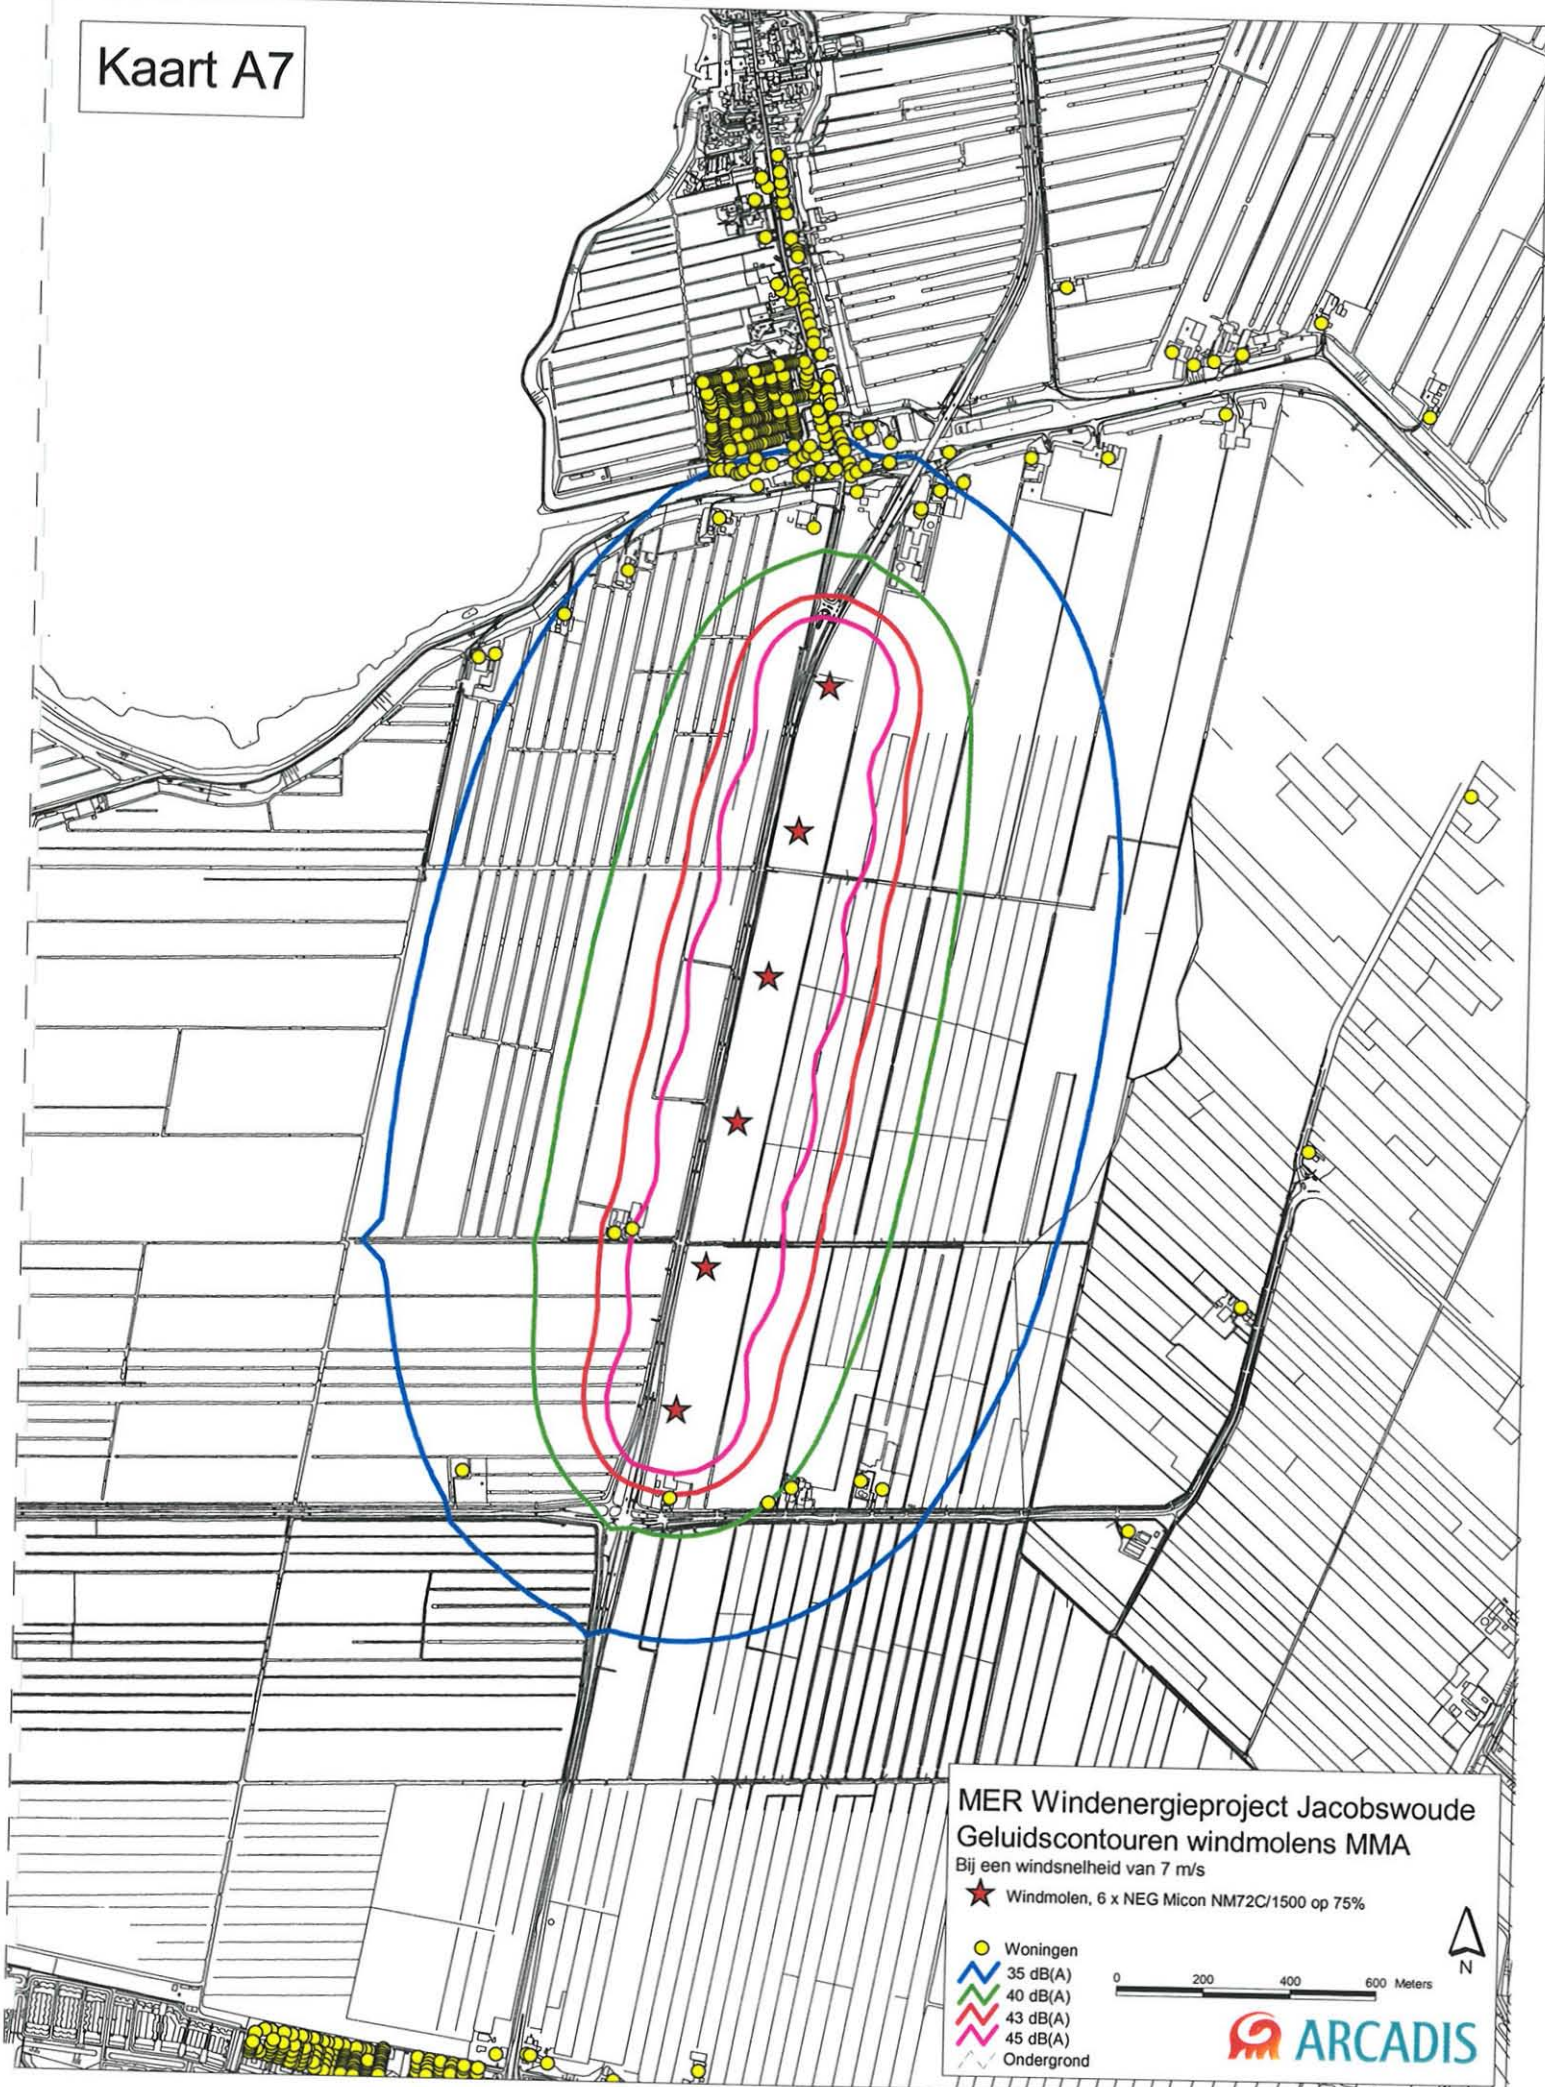 Kaart A7
MER Windenergieproject Jacobswoude
Geluidscontouren windmolens MMA
Bij een windsnelheid van 7 m/s
Windmolen, 6 x NEG Micon NM72C/1500 op 75%
Woningen
35 dB(A)
40 dB(A)
43 dB(A)
45 dB(A)
Ondergrond
0 200 400 600 Meters
N
ARCADIS